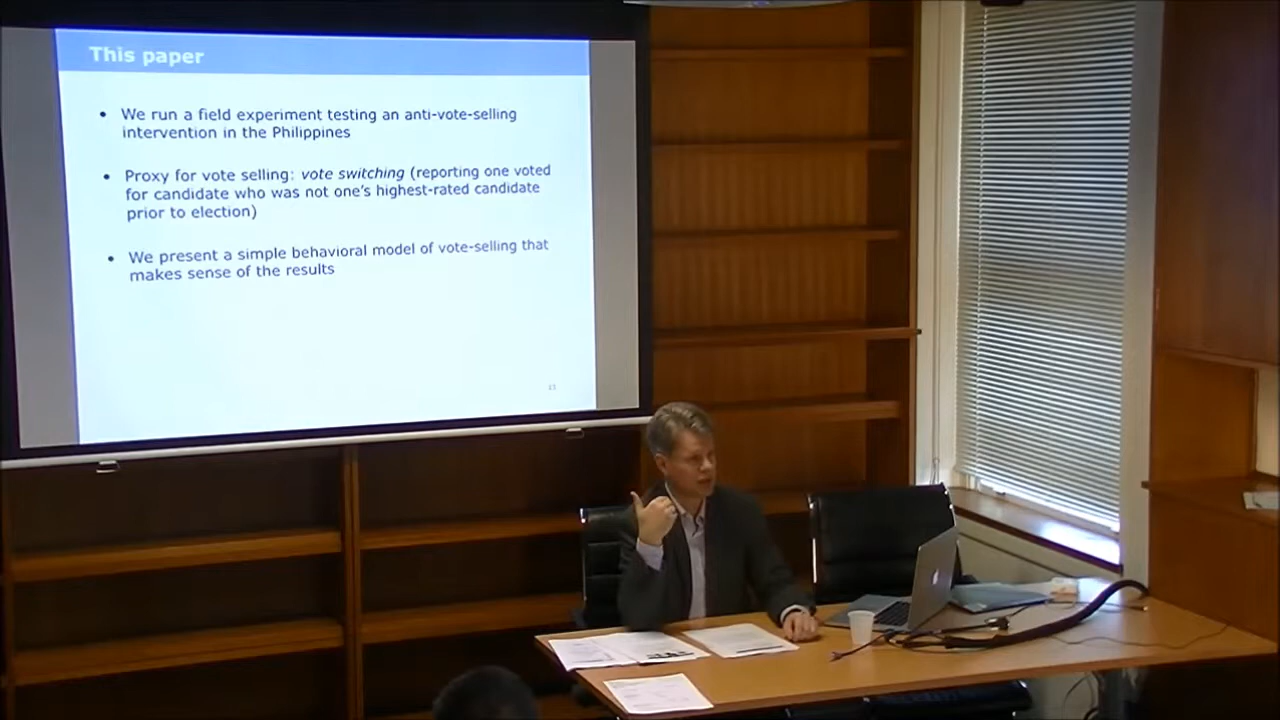 This paper
• We run a field experiment testing an anti-vote-selling
intervention in the Philippines
• Proxy for vote selling: vote switching (reporting one voted
for candidate who was not one's highest-rated candidate
prior to election)
• We present a simple behavioral model of vote-selling that
makes sense of the results